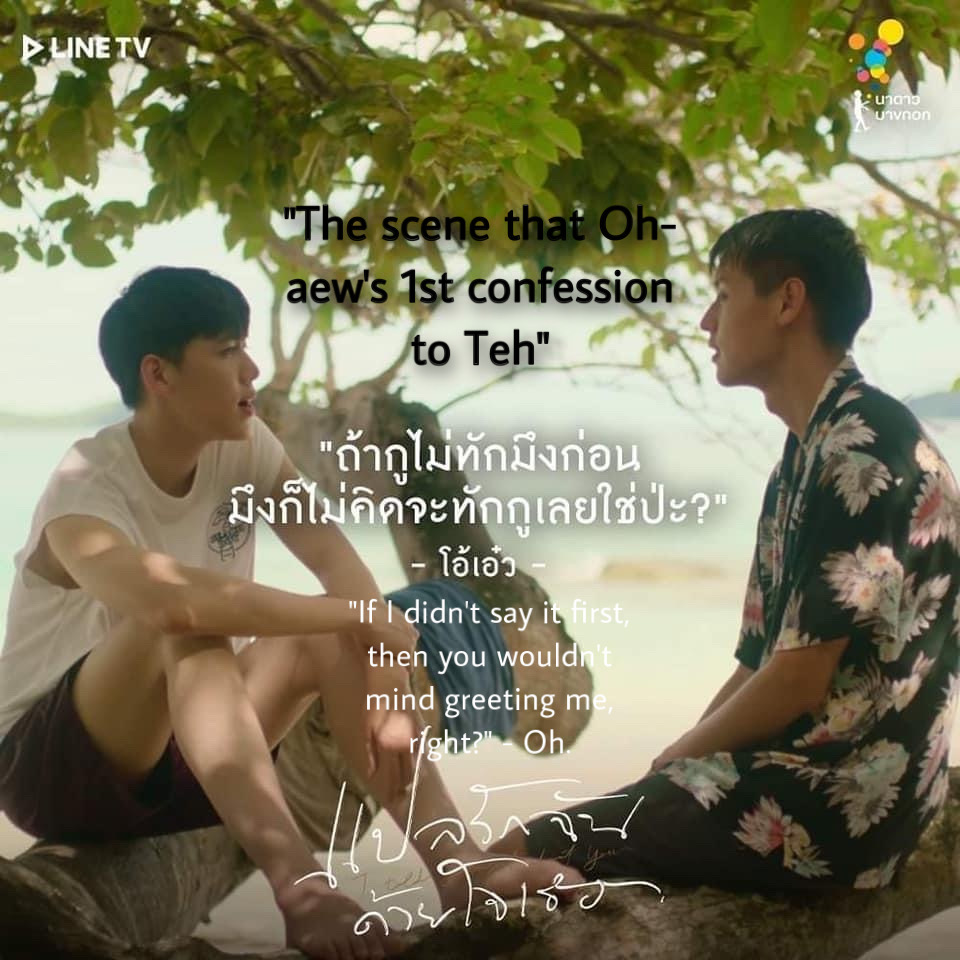 LINE TV
นาดาว
บางกอก
"The scene that Oh-
aew's 1st confession
to Teh"
"ถ้ากูไม่ทักมึงก่อน
มึงก็ไม่คิดจะทักกูเลยใช่ป่ะ?"
- โอ้เอ๋ว -
"If I didn't say it first,
then you wouldn't
mind greeting me,
right?" - Oh.
แปลรักฉัน
ด้วยใจเธอ